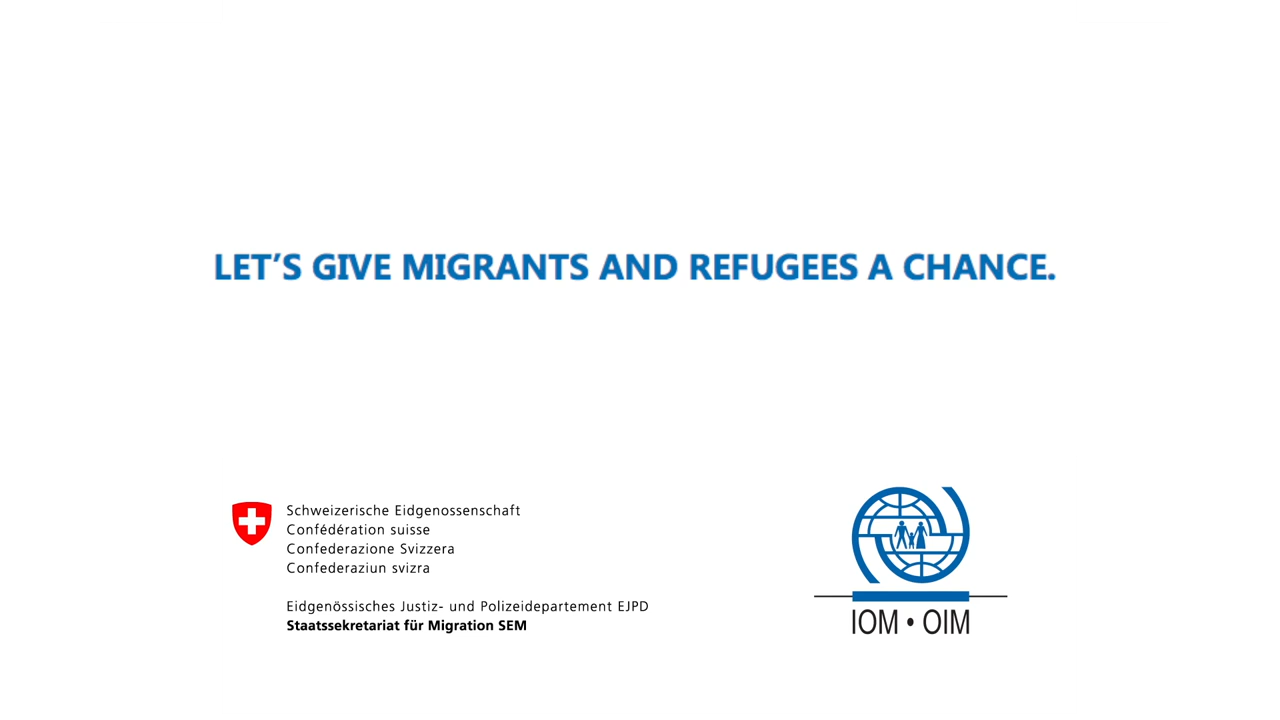 LET’S GIVE MIGRANTS AND REFUGEES A CHANCE.
Schweizerische Eidgenossenschaft
Confédération suisse
Confederazione Svizzera
Confederaziun svizra
Eidgenössisches Justiz- und Polizeidepartement EJPD
Staatssekretariat für Migration SEM
IOM • OIM